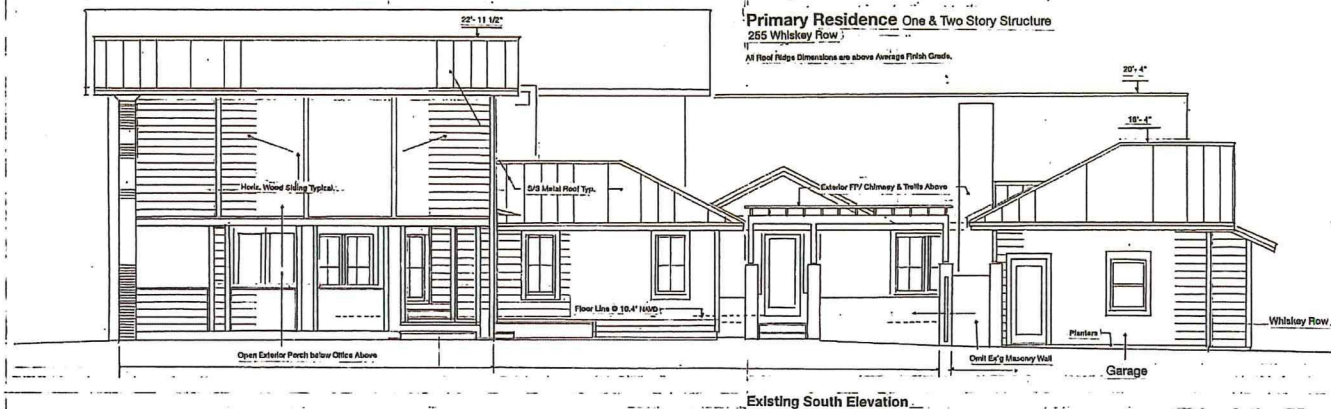 22'- 11 1/2"
Primary Residence One & Two Story Structure
255 Whiskey Row
All Roof Ridge Dimensions are above Average Finish Grade.
20'- 4"
18'- 4"
Horiz. Wood Siding Typical.
S/S Metal Roof Typ.
Exterior FP/ Chimney & Trellis Above
Floor Line @ 10.4' NAVD
Whiskey Row
Planters
Open Exterior Porch below Office Above
Omit Ex'g Masonry Wall
Garage
Existing South Elevation